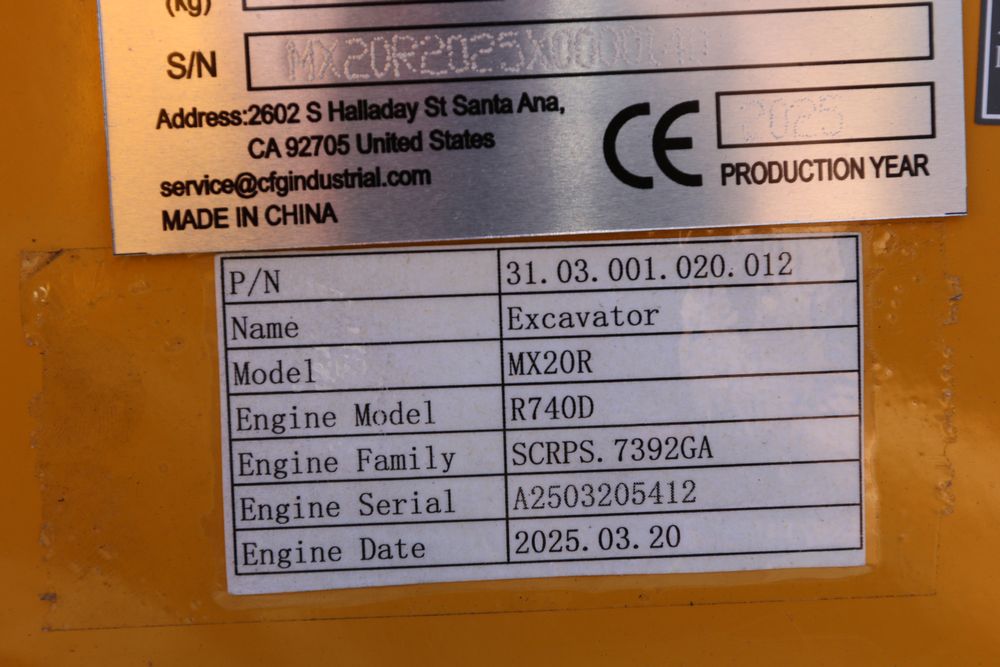 (kg)
S/N MX20R2025X0000140
Address:2602 S Halladay St Santa Ana,
CA 92705 United States
service@cfgindustrial.com
MADE IN CHINA
CE
2025
PRODUCTION YEAR
P/N 31.03.001.020.012
Name Excavator
Model MX20R
Engine Model R740D
Engine Family SCRPS.7392GA
Engine Serial A2503205412
Engine Date 2025.03.20